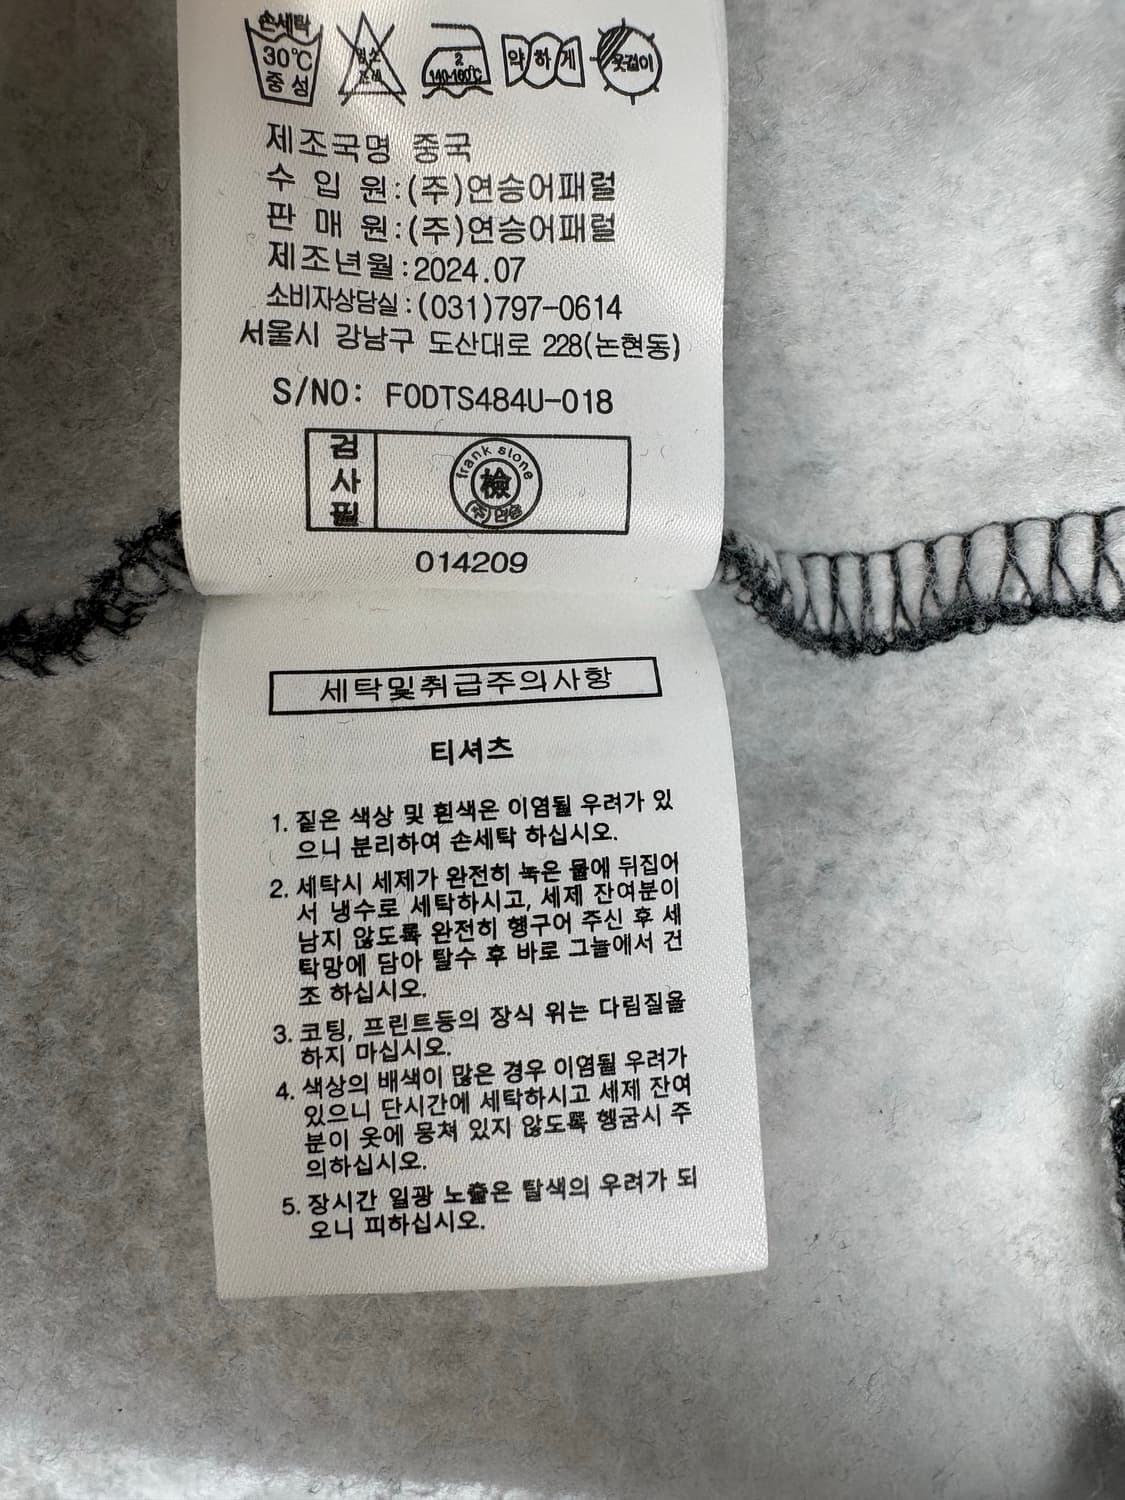 손세탁
30℃
중성
염소
표백
2
140-160℃
약하게
옷걸이
제조국명 중국
수 입 원:(주)연승어패럴
판 매 원:(주)연승어패럴
제조년월:2024.07
소비자상담실:(031)797-0614
서울시 강남구 도산대로 228(논현동)
S/NO: F0DTS484U-018
검
사
필
frank stone
檢
(주)연승
014209
세탁및취급주의사항
티셔츠
1. 짙은 색상 및 흰색은 이염될 우려가 있
으니 분리하여 손세탁 하십시오.
2. 세탁시 세제가 완전히 녹은 물에 뒤집어
서 냉수로 세탁하시고, 세제 잔여분이
남지 않도록 완전히 헹구어 주신 후 세
탁망에 담아 탈수 후 바로 그늘에서 건
조 하십시오.
3. 코팅, 프린트등의 장식 위는 다림질을
하지 마십시오.
4. 색상의 배색이 많은 경우 이염될 우려가
있으니 단시간에 세탁하시고 세제 잔여
분이 옷에 뭉쳐 있지 않도록 헹굼시 주
의하십시오.
5. 장시간 일광 노출은 탈색의 우려가 되
오니 피하십시오.